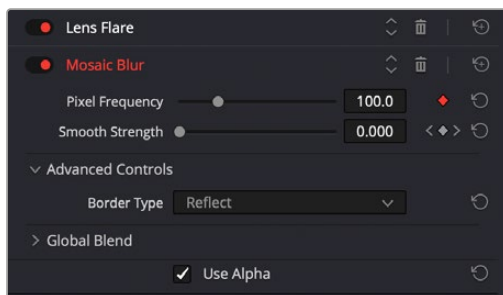 Lens Flare
Mosaic Blur
Pixel Frequency 100.0
Smooth Strength 0.000
Advanced Controls
Border Type Reflect
Global Blend
Use Alpha